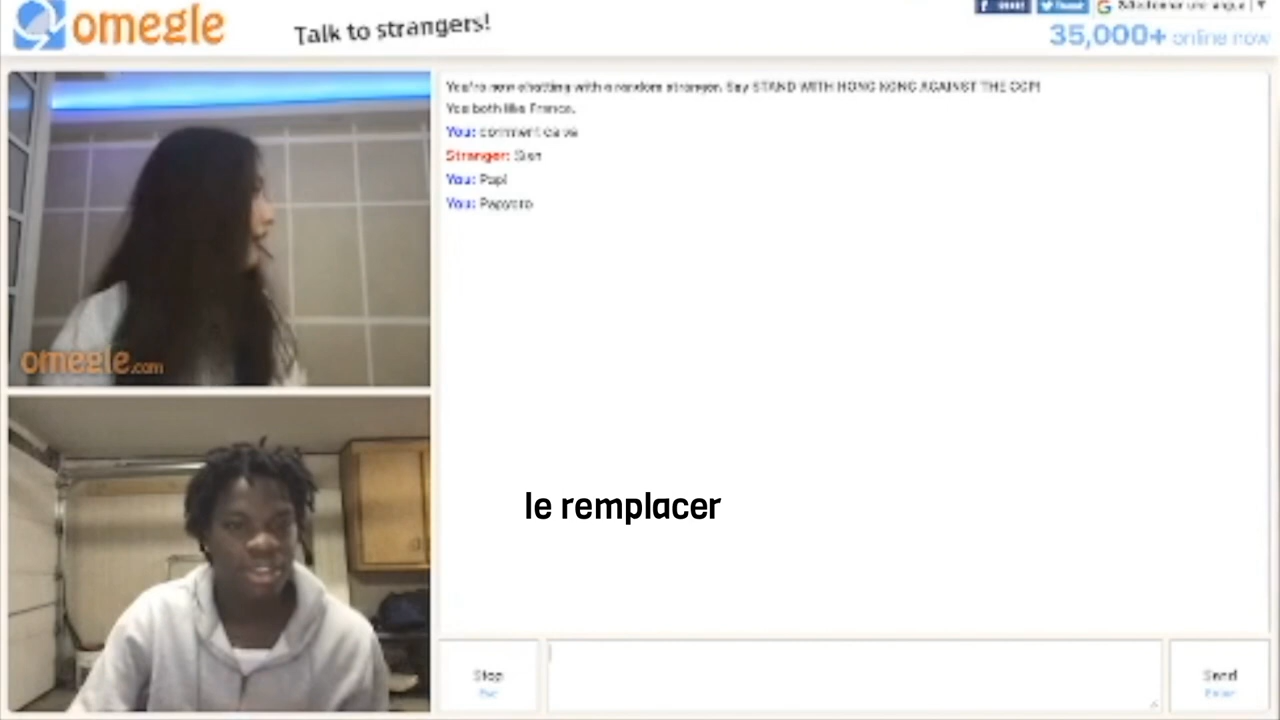 omegle
Talk to strangers!
35,000+ online now
You're now chatting with a random stranger. Say STAND WITH HONG KONG AGAINST THE CCP!
You both like France.
You: comment ca va
Stranger: Bien
You: Papi
You:
omegle.com
le remplacer
Stop
Esc
Send
Enter